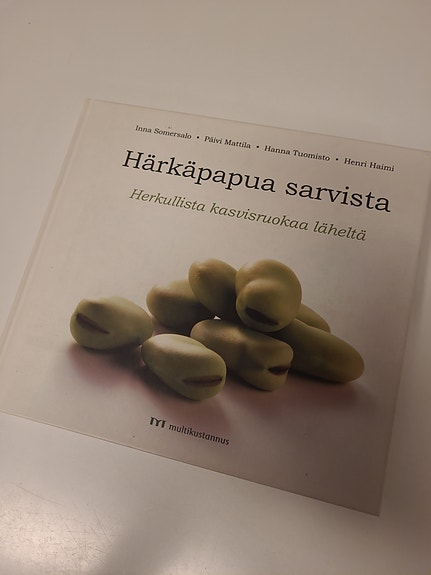 Inna Somersalo • Päivi Mattila • Hanna Tuomisto • Henri Haimi
Härkäpapua sarvista
Herkullista kasvisruokaa läheltä
m multikustannus